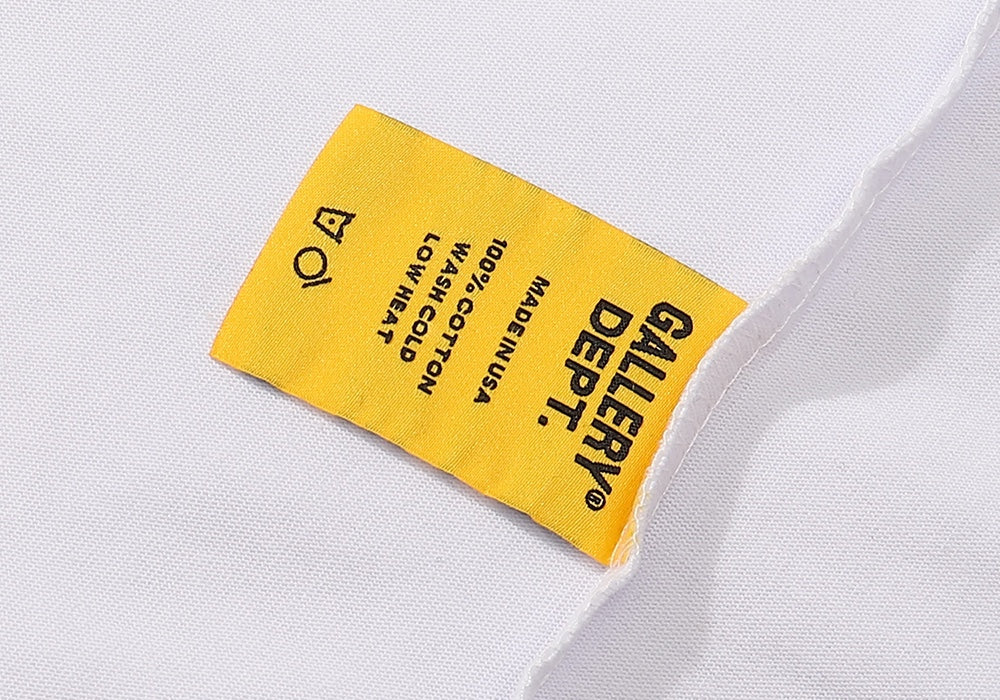 GALLERY
DEPT.®
MADE IN USA
100% COTTON
WASH COLD
LOW HEAT